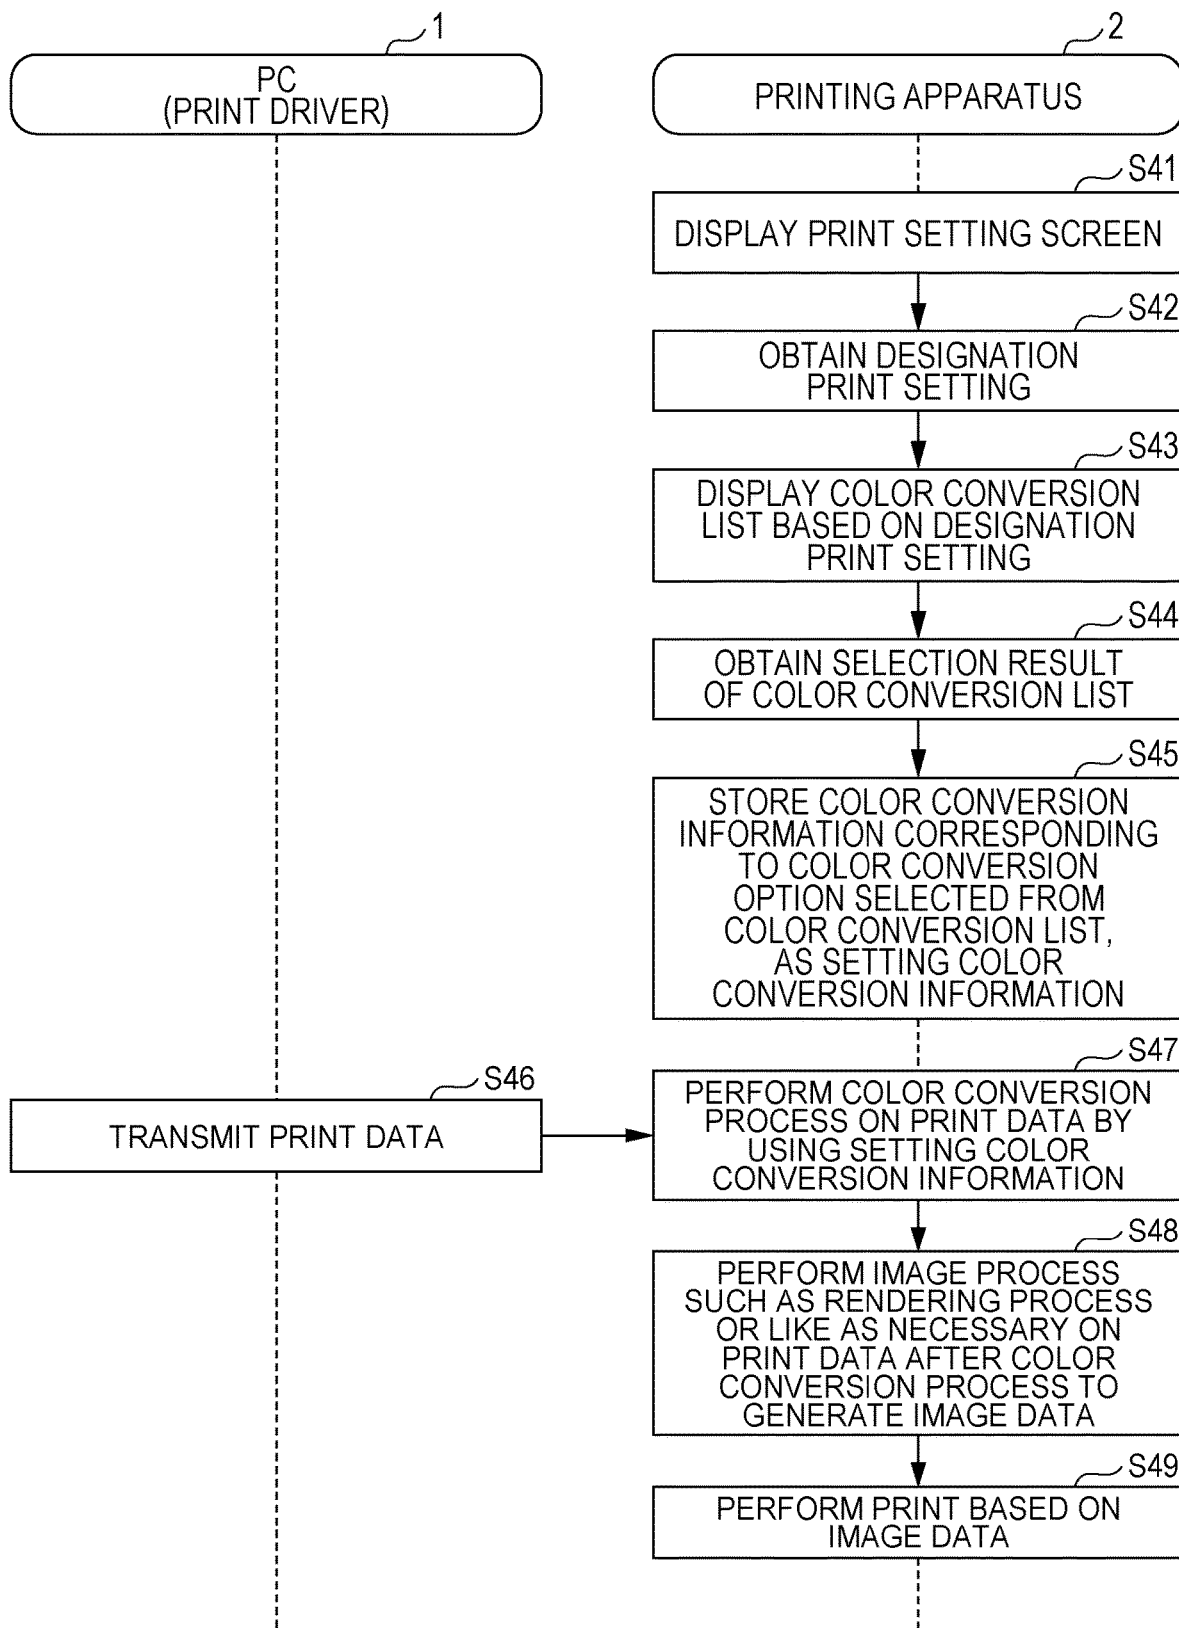 1
PC
(PRINT DRIVER)
2
PRINTING APPARATUS
S41
DISPLAY PRINT SETTING SCREEN
S42
OBTAIN DESIGNATION
PRINT SETTING
S43
DISPLAY COLOR CONVERSION
LIST BASED ON DESIGNATION
PRINT SETTING
S44
OBTAIN SELECTION RESULT
OF COLOR CONVERSION LIST
S45
STORE COLOR CONVERSION
INFORMATION CORRESPONDING
TO COLOR CONVERSION
OPTION SELECTED FROM
COLOR CONVERSION LIST,
AS SETTING COLOR
CONVERSION INFORMATION
S46
TRANSMIT PRINT DATA
S47
PERFORM COLOR CONVERSION
PROCESS ON PRINT DATA BY
USING SETTING COLOR
CONVERSION INFORMATION
S48
PERFORM IMAGE PROCESS
SUCH AS RENDERING PROCESS
OR LIKE AS NECESSARY ON
PRINT DATA AFTER COLOR
CONVERSION PROCESS TO
GENERATE IMAGE DATA
S49
PERFORM PRINT BASED ON
IMAGE DATA